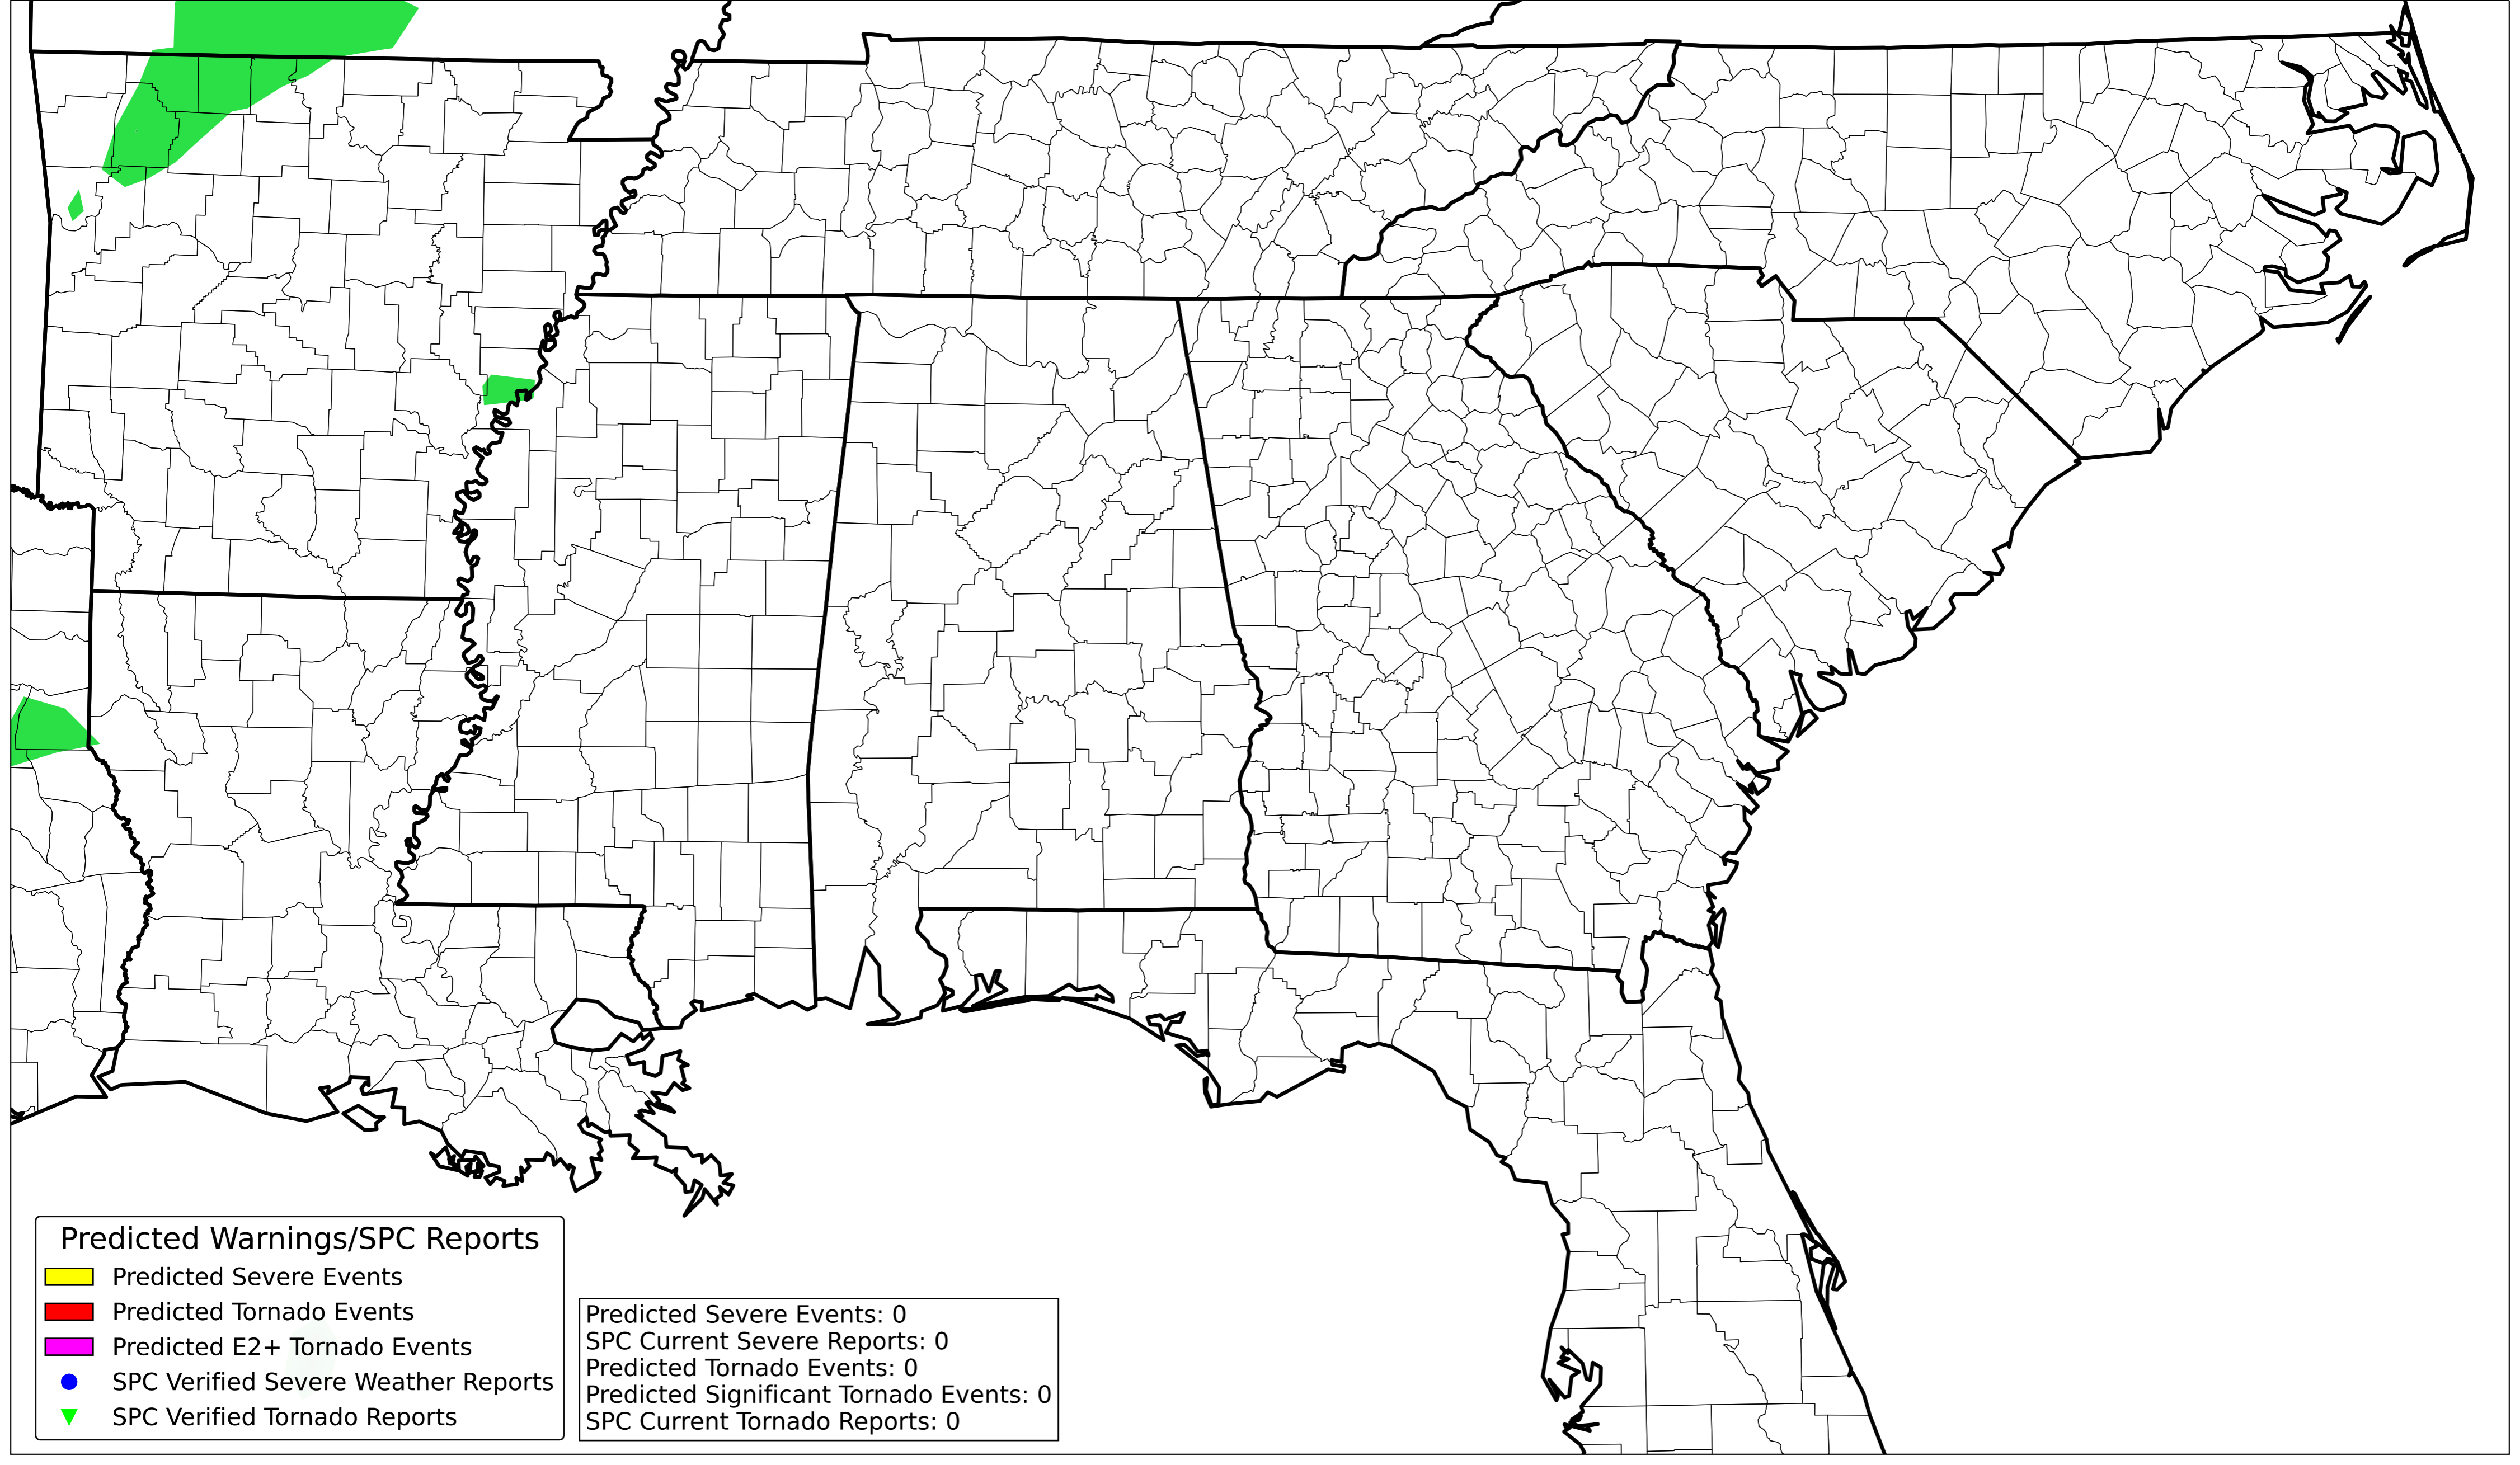 Predicted Warnings/SPC Reports
Predicted Severe Events
Predicted Tornado Events
Predicted E2+ Tornado Events
SPC Verified Severe Weather Reports
SPC Verified Tornado Reports
Predicted Severe Events: 0
SPC Current Severe Reports: 0
Predicted Tornado Events: 0
Predicted Significant Tornado Events: 0
SPC Current Tornado Reports: 0